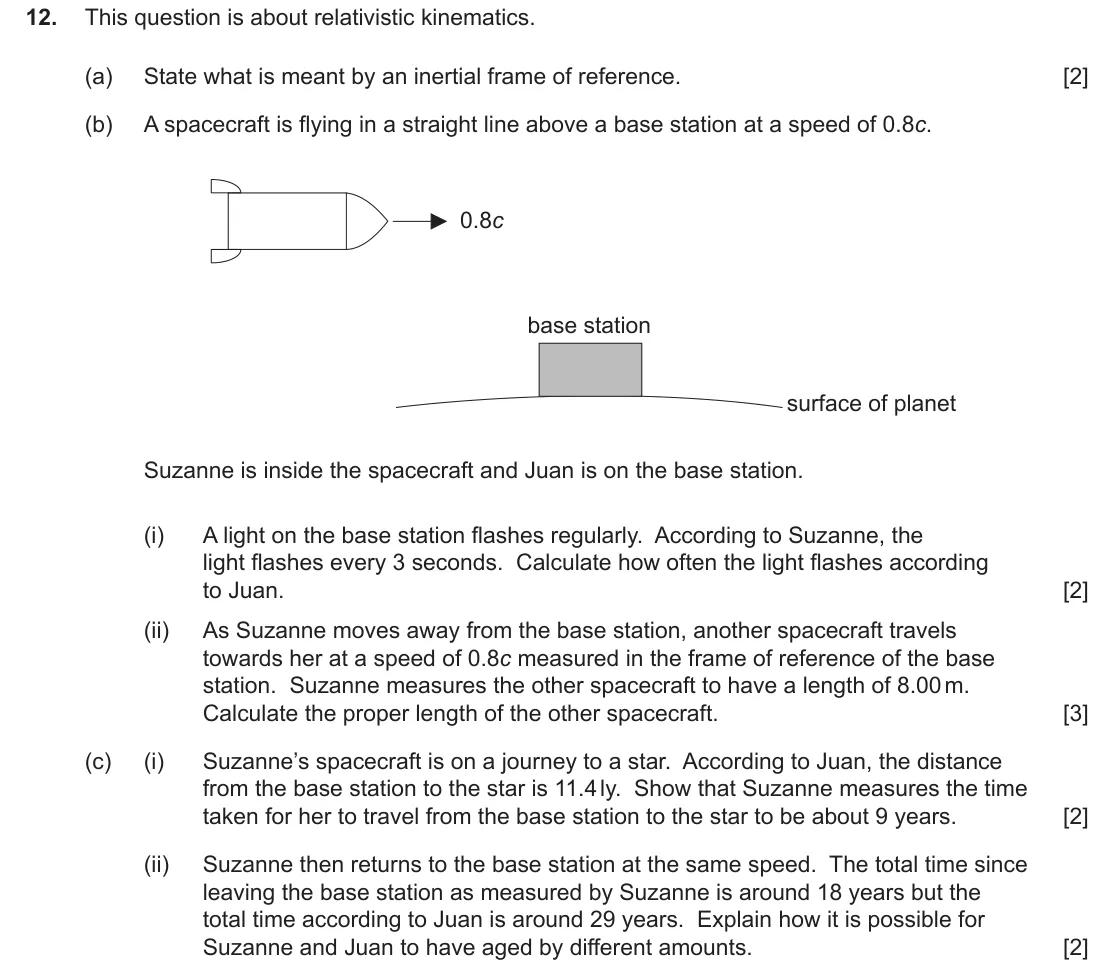 12. This question is about relativistic kinematics.
(a) State what is meant by an inertial frame of reference. [2]
(b) A spacecraft is flying in a straight line above a base station at a speed of 0.8c.
0.8c
base station
surface of planet
Suzanne is inside the spacecraft and Juan is on the base station.
(i) A light on the base station flashes regularly. According to Suzanne, the
light flashes every 3 seconds. Calculate how often the light flashes according
to Juan. [2]
(ii) As Suzanne moves away from the base station, another spacecraft travels
towards her at a speed of 0.8c measured in the frame of reference of the base
station. Suzanne measures the other spacecraft to have a length of 8.00 m.
Calculate the proper length of the other spacecraft. [3]
(c) (i) Suzanne's spacecraft is on a journey to a star. According to Juan, the distance
from the base station to the star is 11.4 ly. Show that Suzanne measures the time
taken for her to travel from the base station to the star to be about 9 years. [2]
(ii) Suzanne then returns to the base station at the same speed. The total time since
leaving the base station as measured by Suzanne is around 18 years but the
total time according to Juan is around 29 years. Explain how it is possible for
Suzanne and Juan to have aged by different amounts. [2]